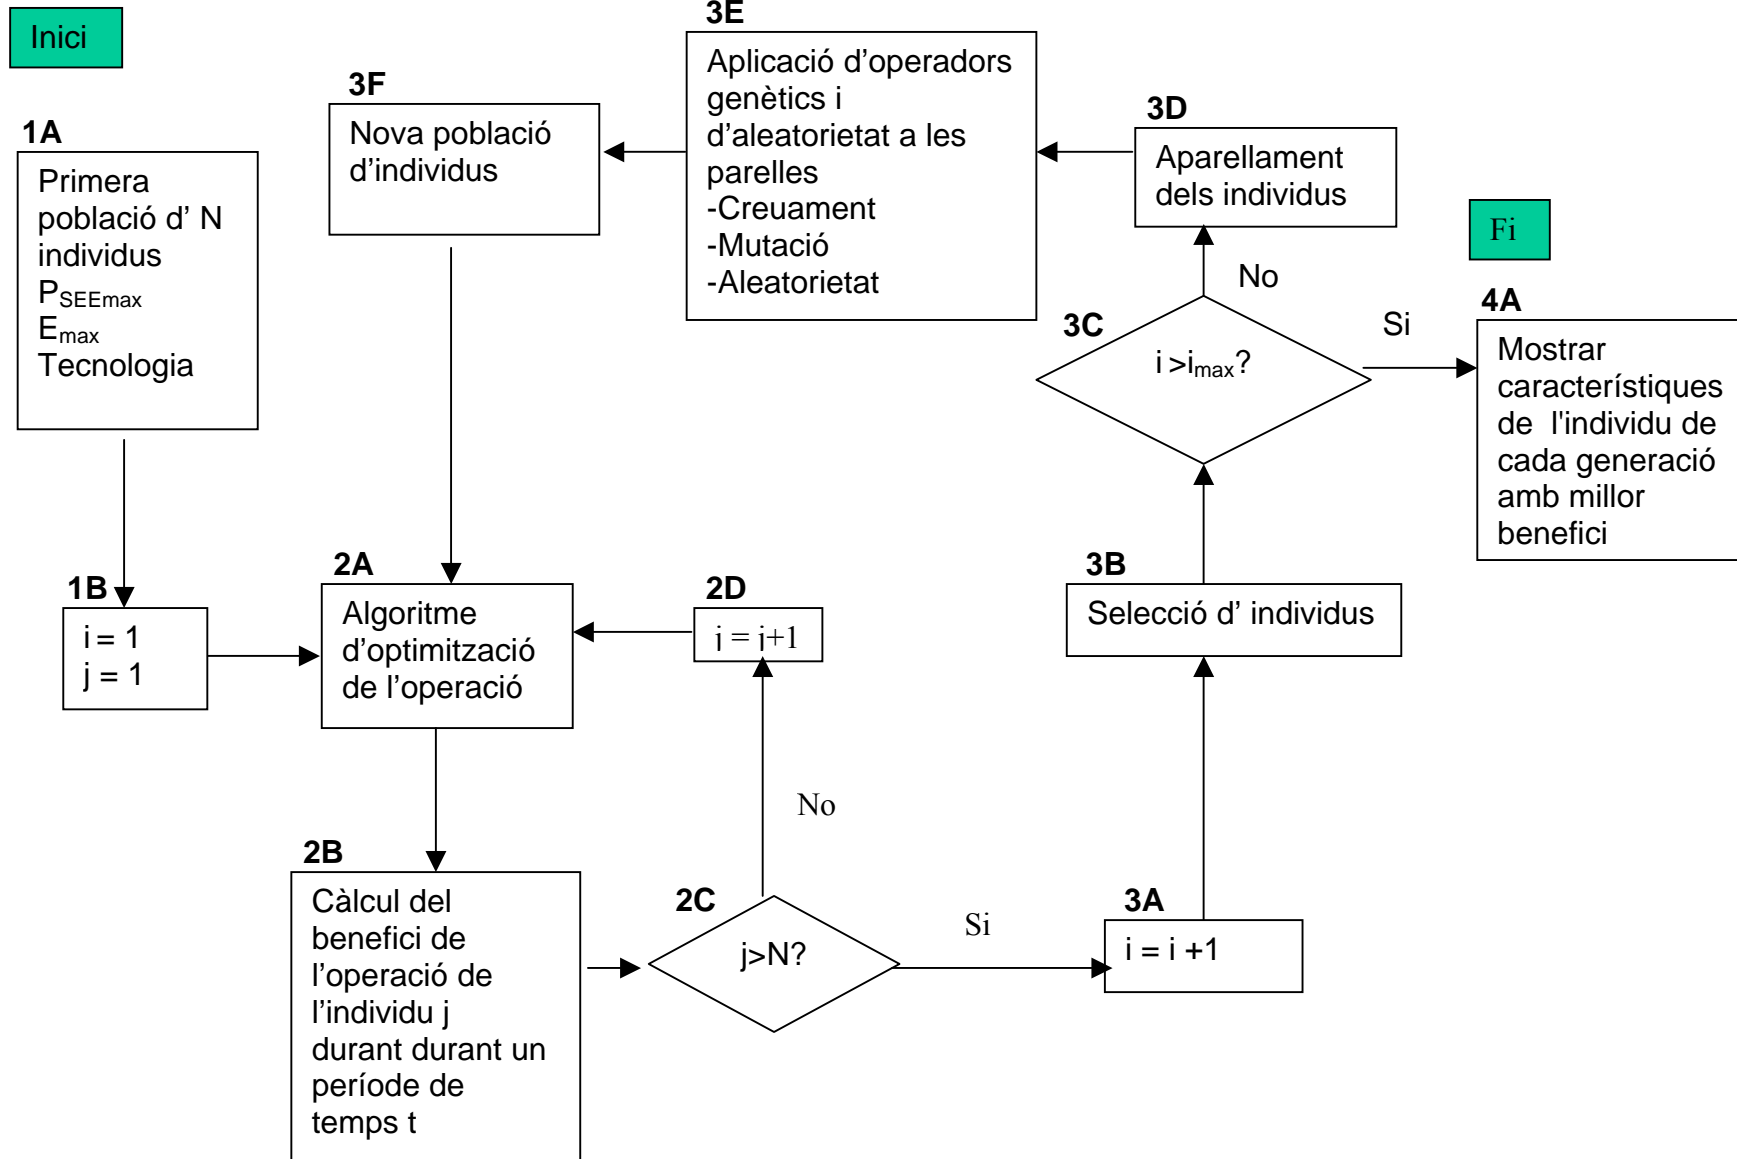 Inici
1A
Primera
població d' N
individus
PSEEmax
Emax
Tecnologia
1B
i = 1
j = 1
2A
Algoritme
d’optimització
de l’operació
2B
Càlcul del
benefici de
l’operació de
l’individu j
durant durant un
període de
temps t
2C
j>N?
No
2D
j = j+1
Si
3A
i = i +1
3B
Selecció d’ individus
3C
i >imax?
No
3D
Aparellament
dels individus
3E
Aplicació d’operadors
genètics i
d’aleatorietat a les
parelles
-Creuament
-Mutació
-Aleatorietat
3F
Nova població
d’individus
Si
Fi
4A
Mostrar
característiques
de l'individu de
cada generació
amb millor
benefici